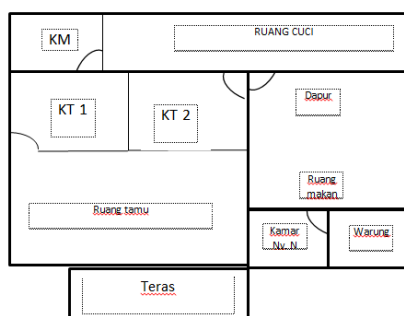 KM
RUANG CUCI
KT 1
KT 2
Dapur
Ruang
makan
Ruang tamu
Kamar
Ny. N
Warung
Teras